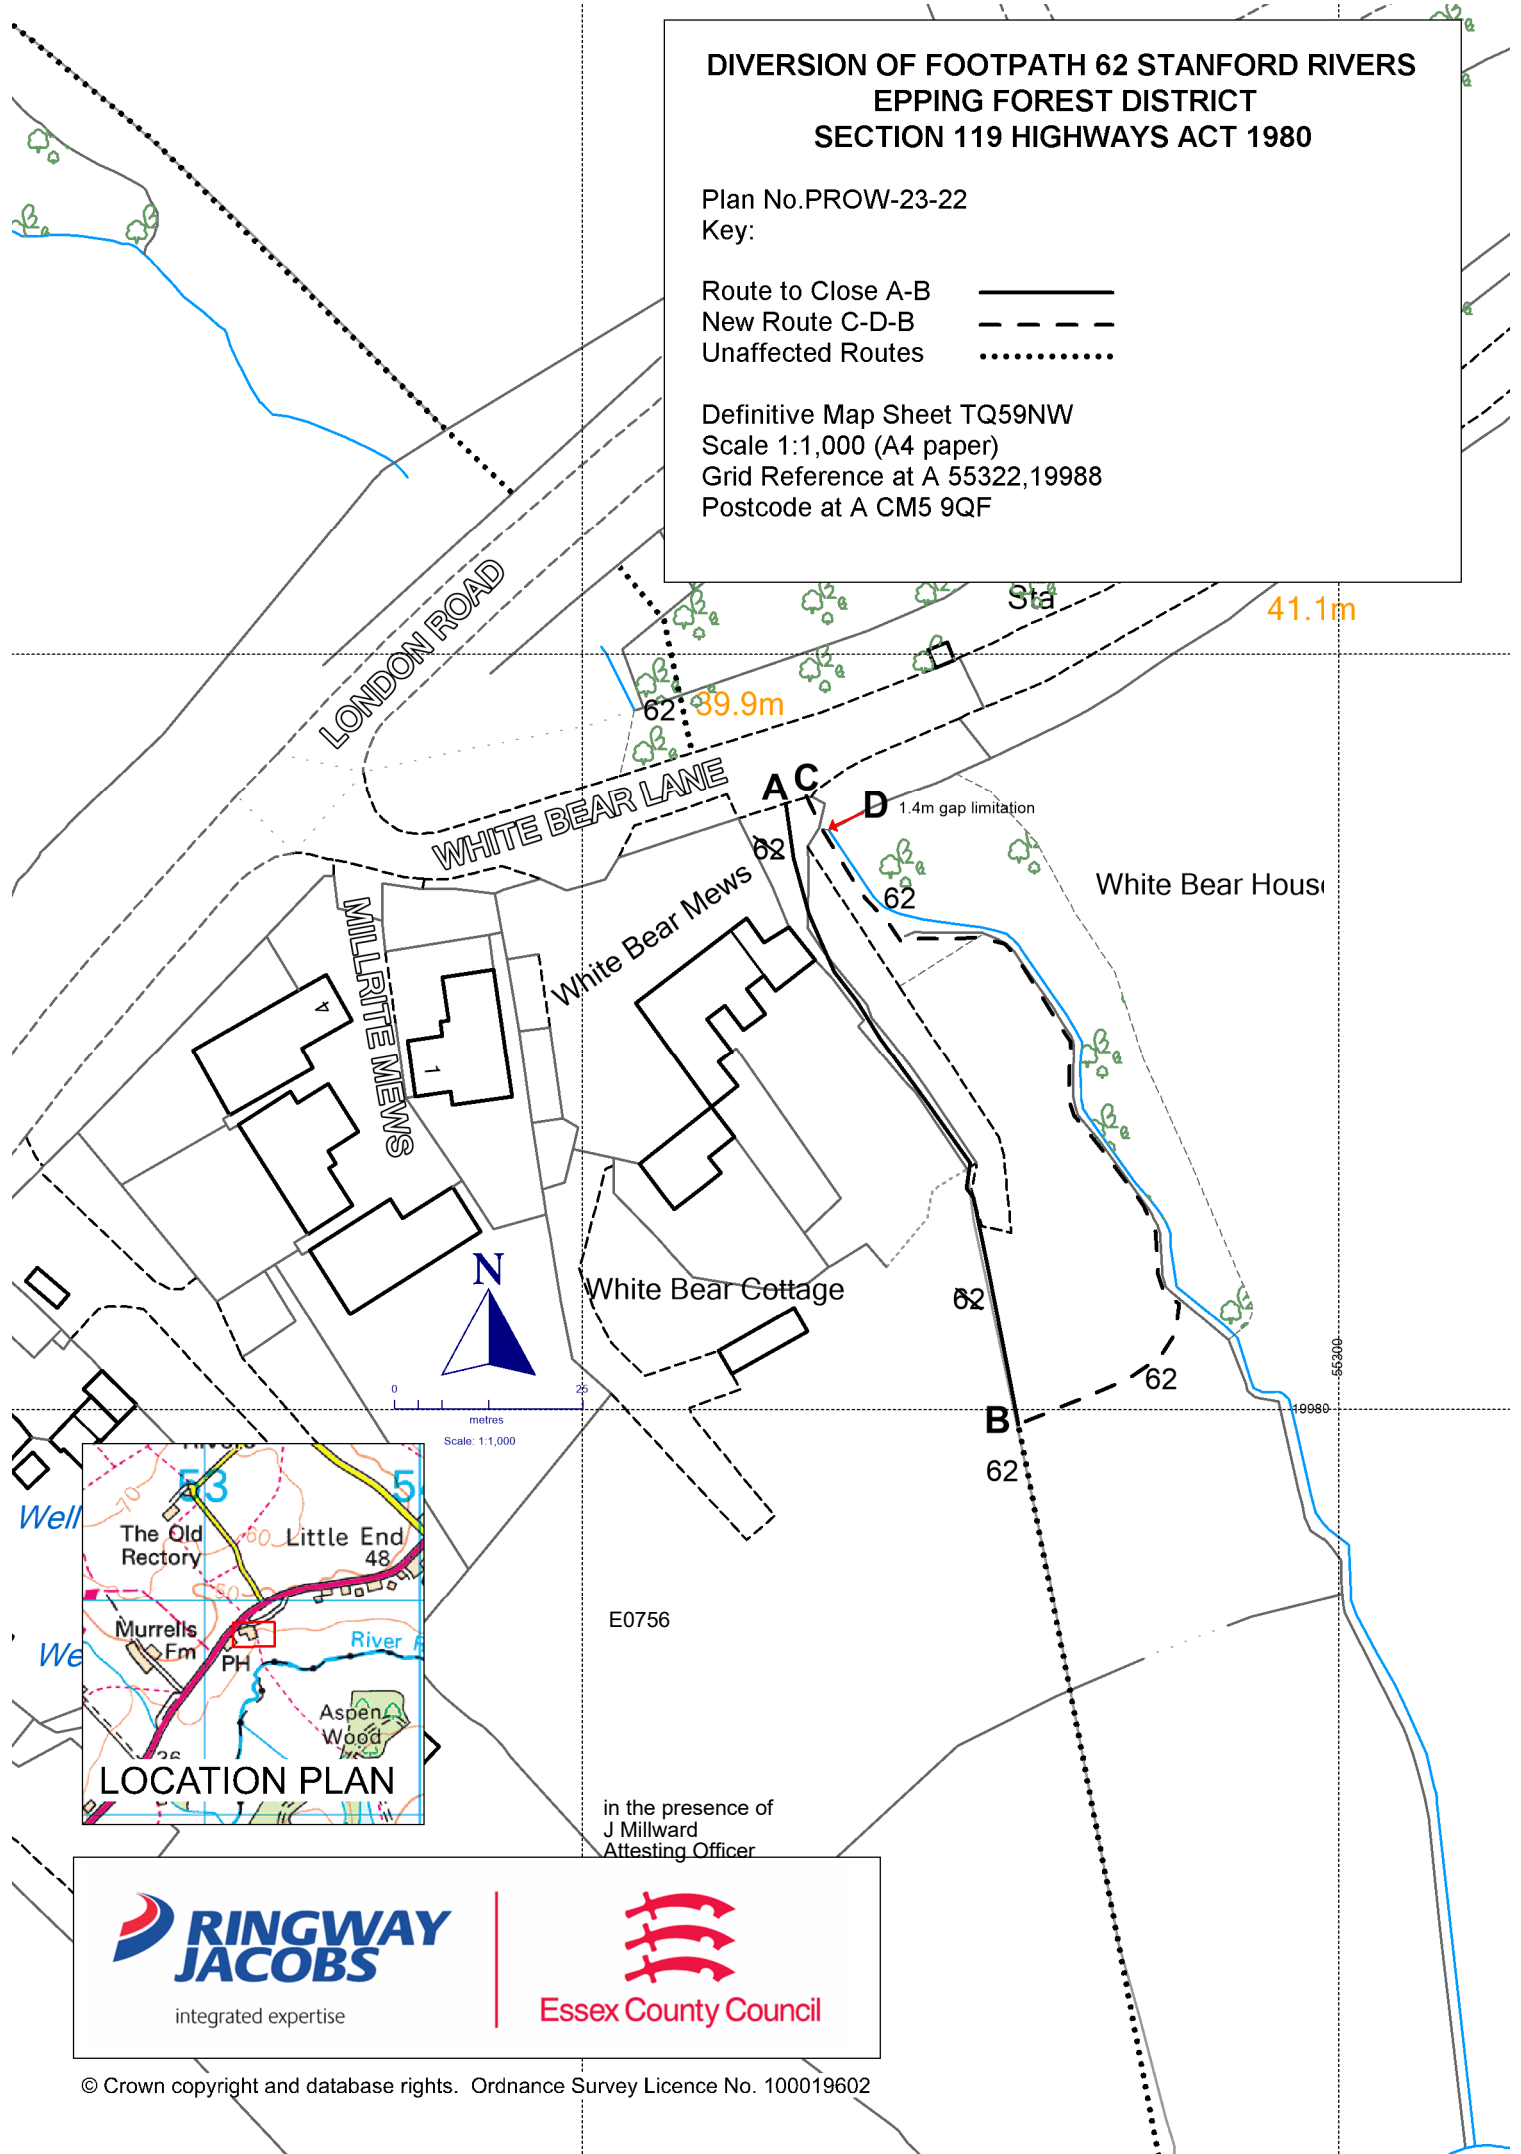 DIVERSION OF FOOTPATH 62 STANFORD RIVERS
EPPING FOREST DISTRICT
SECTION 119 HIGHWAYS ACT 1980
Plan No.PROW-23-22
Key:
Route to Close A-B
New Route C-D-B
Unaffected Routes
Definitive Map Sheet TQ59NW
Scale 1:1,000 (A4 paper)
Grid Reference at A 55322,19988
Postcode at A CM5 9QF
Sta
41.1m
LONDON ROAD
62
39.9m
WHITE BEAR LANE
A C
D 1.4m gap limitation
62
62
White Bear Mews
MILLRITE MEWS
4
1
N
White Bear Cottage
62
62
55300
0
25
metres
Scale: 1:1,000
B
19980
62
Well
53
70
The Old
Rectory
60
Little End
48
50
Murrells
Fm
PH
River
Aspen
Wood
LOCATION PLAN
E0756
in the presence of
J Millward
Attesting Officer
RINGWAY
JACOBS
integrated expertise
Essex County Council
© Crown copyright and database rights. Ordnance Survey Licence No. 100019602